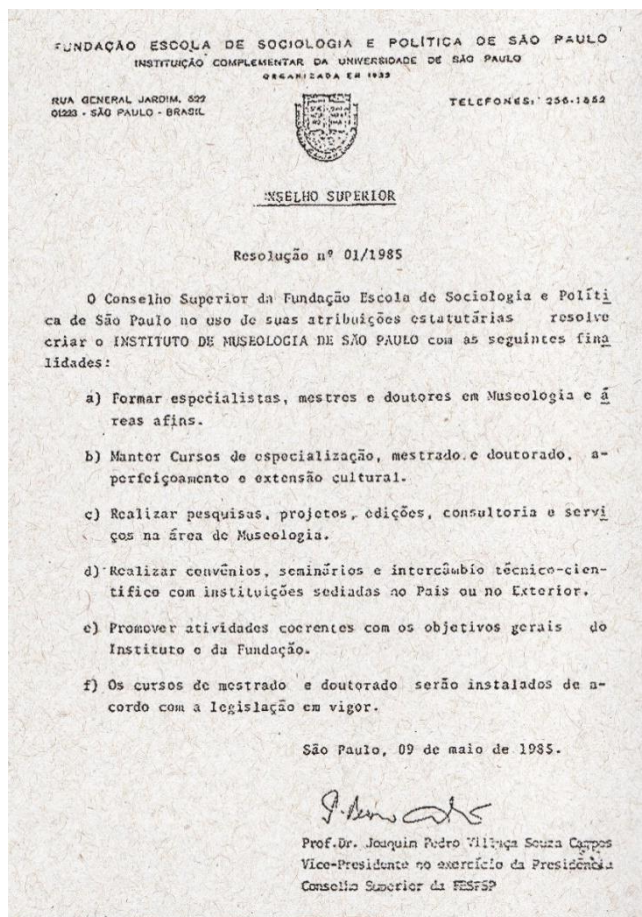 FUNDAÇÃO ESCOLA DE SOCIOLOGIA E POLÍTICA DE SÃO PAULO
INSTITUIÇÃO COMPLEMENTAR DA UNIVERSIDADE DE SÃO PAULO
ORGANIZADA EM 1933
RUA GENERAL JARDIM, 522
01223 - SÃO PAULO - BRASIL
TELEFONES: 256-1852
NSELHO SUPERIOR
Resolução nº 01/1985
O Conselho Superior da Fundação Escola de Sociologia e Políti
ca de São Paulo no uso de suas atribuições estatutárias resolve
criar o INSTITUTO DE MUSEOLOGIA DE SÃO PAULO com as seguintes fina
lidades:
a) Formar especialistas, mestres e doutores em Museologia e á
reas afins.
b) Manter Cursos de especialização, mestrado e doutorado, a-
perfeiçoamento e extensão cultural.
c) Realizar pesquisas, projetos, edições, consultoria e servi
ços na área de Museologia.
d) Realizar convênios, seminários e intercâmbio técnico-cien-
tífico com instituições sediadas no País ou no Exterior.
e) Promover atividades coerentes com os objetivos gerais do
Instituto e da Fundação.
f) Os cursos de mestrado e doutorado serão instalados de a-
cordo com a legislação em vigor.
São Paulo, 09 de maio de 1985.
Prof.Dr. Joaquim Pedro Villaça Souza Campos
Vice-Presidente no exercício da Presidência
Conselho Superior da FESPSP